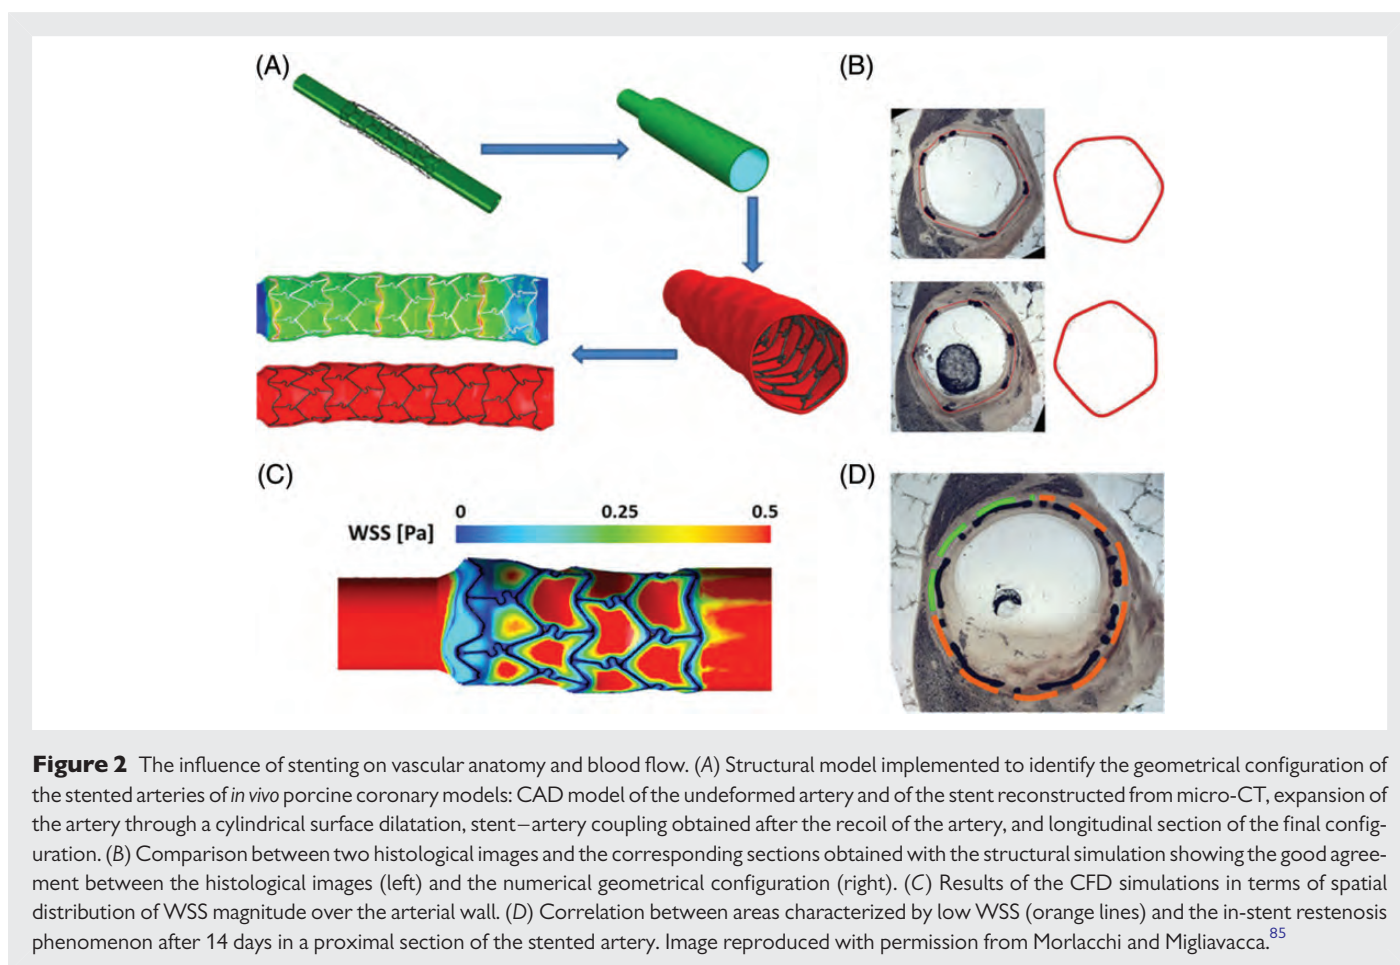 (A)
(B)
(C)
WSS [Pa]
0 0.25 0.5
(D)
Figure 2 The influence of stenting on vascular anatomy and blood flow. (A) Structural model implemented to identify the geometrical configuration of
the stented arteries of in vivo porcine coronary models: CAD model of the undeformed artery and of the stent reconstructed from micro-CT, expansion of
the artery through a cylindrical surface dilatation, stent–artery coupling obtained after the recoil of the artery, and longitudinal section of the final config-
uration. (B) Comparison between two histological images and the corresponding sections obtained with the structural simulation showing the good agree-
ment between the histological images (left) and the numerical geometrical configuration (right). (C) Results of the CFD simulations in terms of spatial
distribution of WSS magnitude over the arterial wall. (D) Correlation between areas characterized by low WSS (orange lines) and the in-stent restenosis
phenomenon after 14 days in a proximal section of the stented artery. Image reproduced with permission from Morlacchi and Migliavacca.85